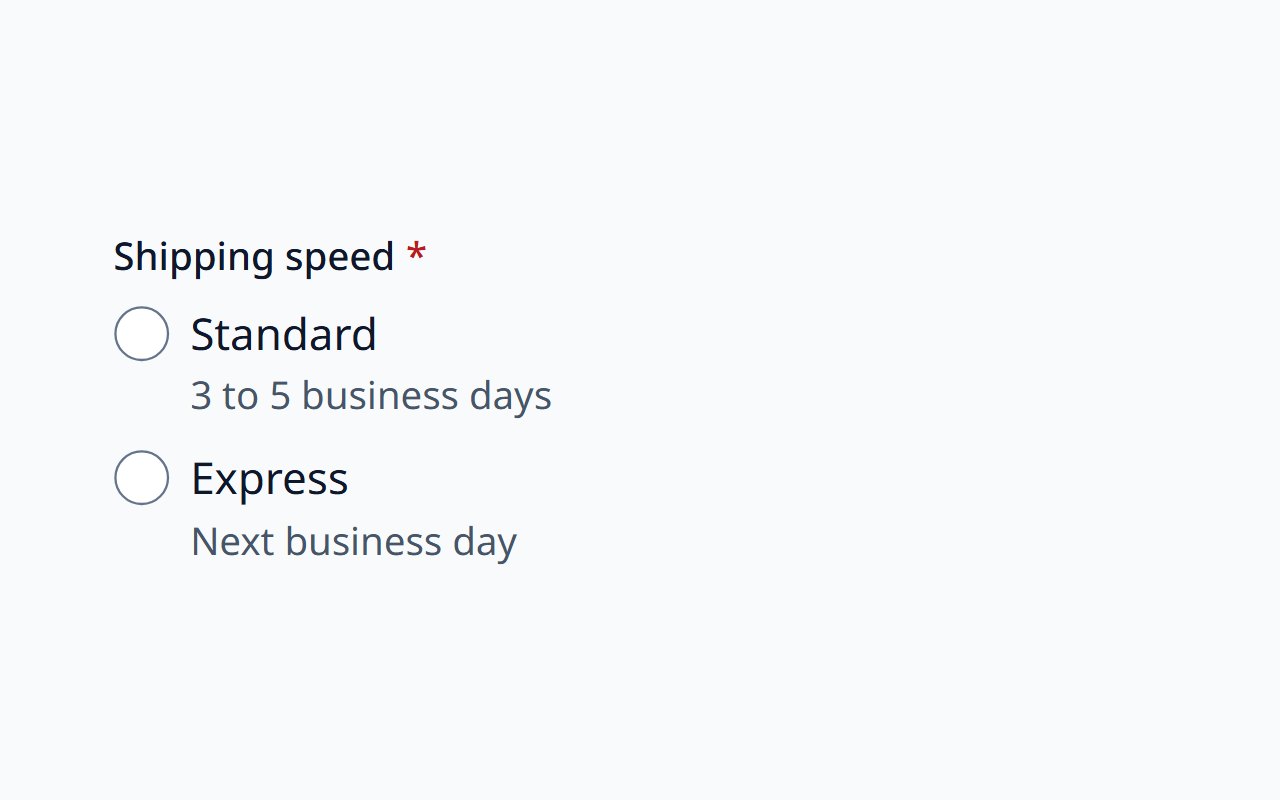 Shipping speed *
Standard
3 to 5 business days
Express
Next business day